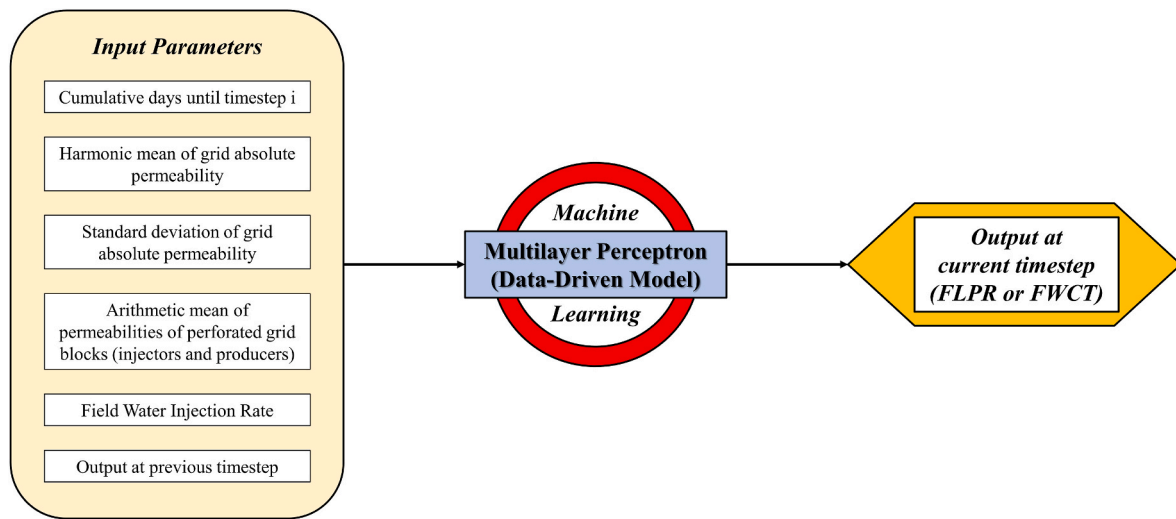 Input Parameters
Cumulative days until timestep i
Harmonic mean of grid absolute
permeability
Standard deviation of grid
absolute permeability
Arithmetic mean of
permeabilities of perforated grid
blocks (injectors and producers)
Field Water Injection Rate
Output at previous timestep
Machine
Multilayer Perceptron
(Data-Driven Model)
Learning
Output at
current timestep
(FLPR or FWCT)